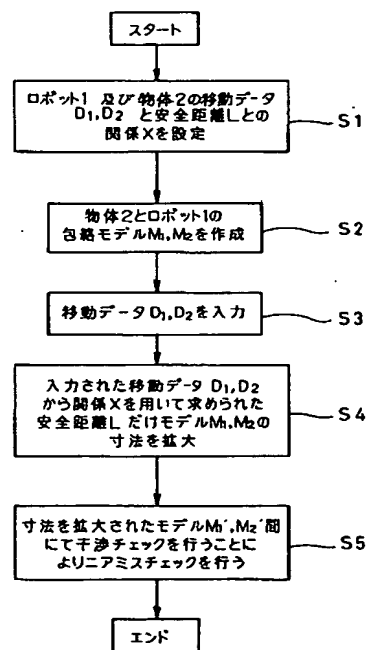 スタート
ロボット1 及び物体2の移動データ
D1,D2 と安全距離Lとの
関係Xを設定
S1
物体2とロボット1の
包絡モデルM1,M2を作成
S2
移動データD1,D2を入力
S3
入力された移動データ D1,D2
から関係Xを用いて求められた
安全距離LだけモデルM1,M2の
寸法を拡大
S4
寸法を拡大されたモデルM1',M2'間
にて干渉チェックを行うことに
よりニアミスチェックを行う
S5
エンド